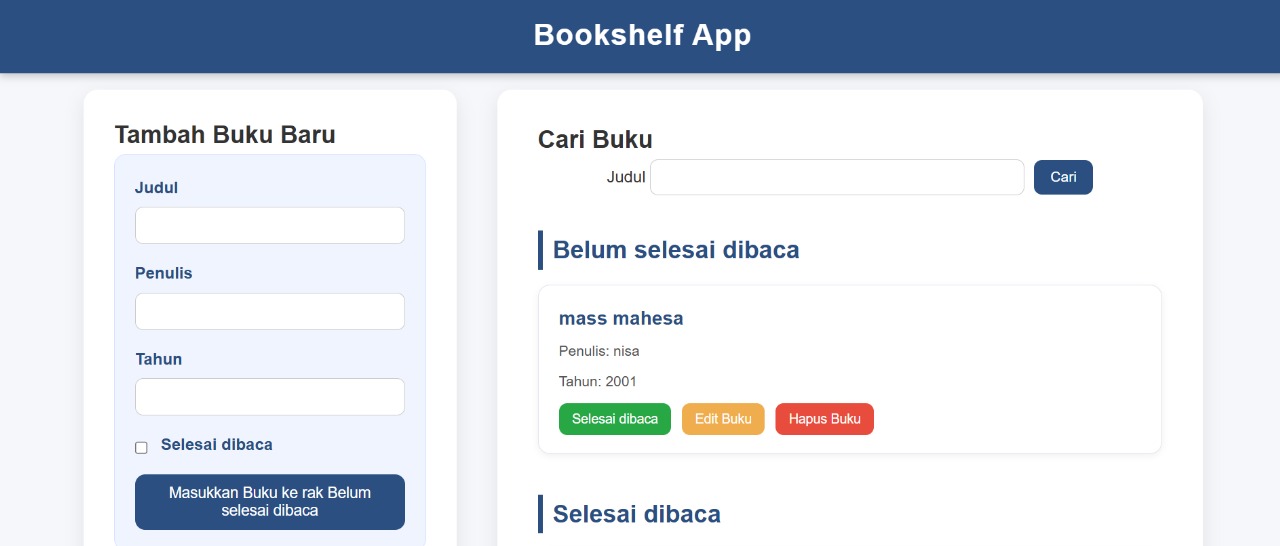 Bookshelf App
Tambah Buku Baru
Judul
Penulis
Tahun
Selesai dibaca
Masukkan Buku ke rak Belum
selesai dibaca
Cari Buku
Judul
Cari
Belum selesai dibaca
mass mahesa
Penulis: nisa
Tahun: 2001
Selesai dibaca
Edit Buku
Hapus Buku
Selesai dibaca